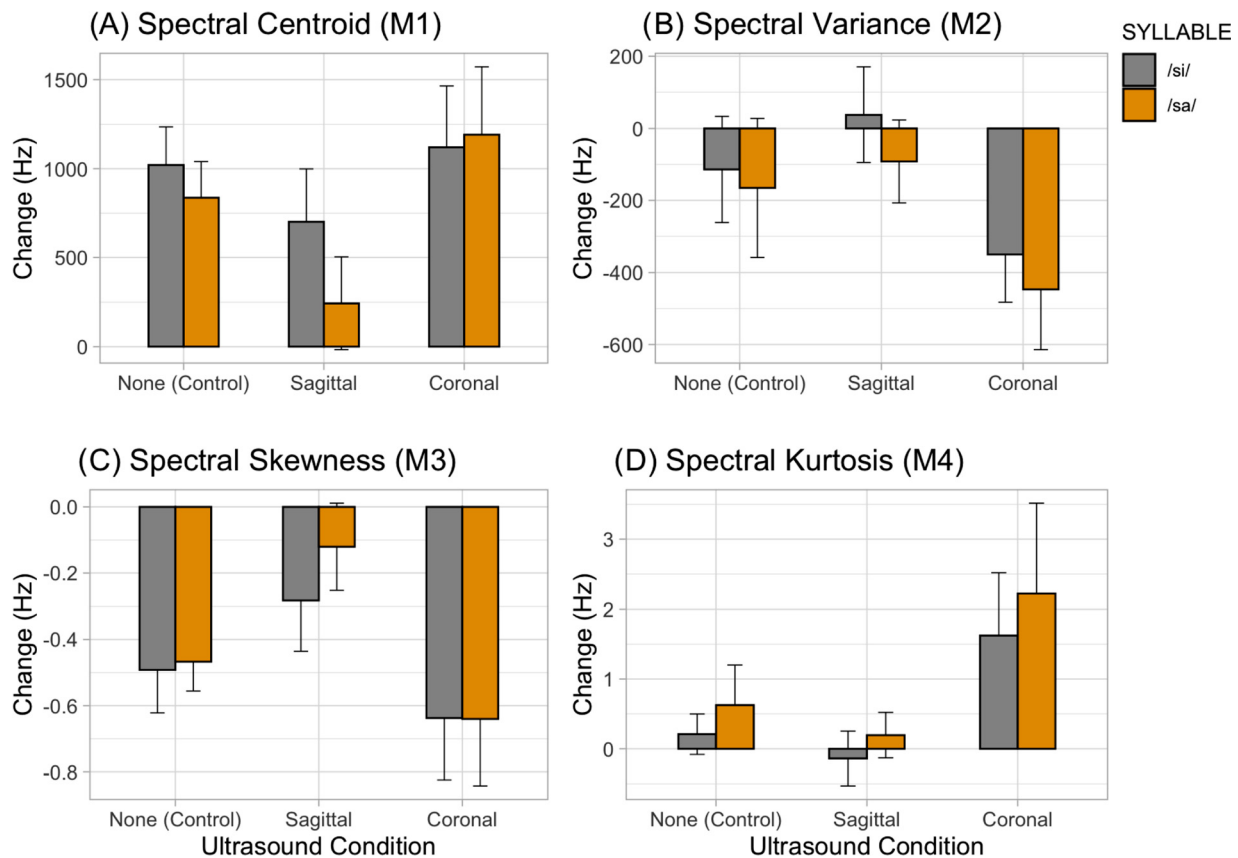 (A) Spectral Centroid (M1)
Change (Hz)
1500
1000
500
0
None (Control) Sagittal Coronal
(B) Spectral Variance (M2)
Change (Hz)
200
0
-200
-400
-600
None (Control) Sagittal Coronal
SYLLABLE
/si/
/sa/
(C) Spectral Skewness (M3)
Change (Hz)
0.0
-0.2
-0.4
-0.6
-0.8
None (Control) Sagittal Coronal
Ultrasound Condition
(D) Spectral Kurtosis (M4)
Change (Hz)
3
2
1
0
None (Control) Sagittal Coronal
Ultrasound Condition